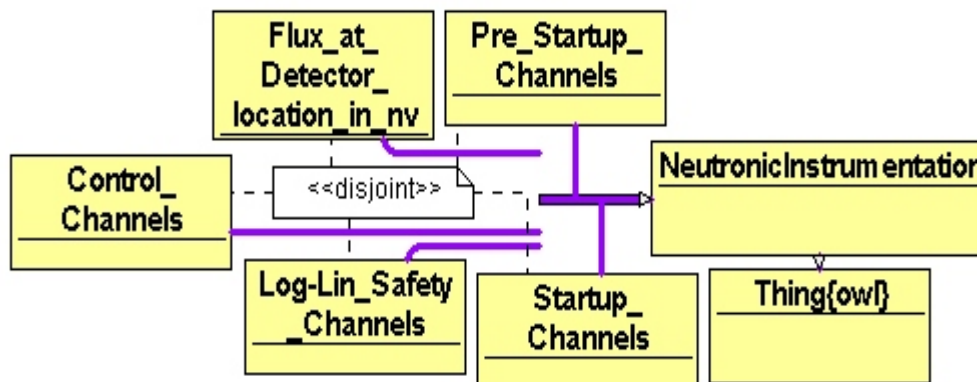 Flux_at_
Detector_
location_in_nv
Pre_Startup_
Channels
Control_
Channels
<<disjoint>>
NeutronicInstrumentation
Log-Lin_Safety
_Channels
Startup_
Channels
Thing{owl}